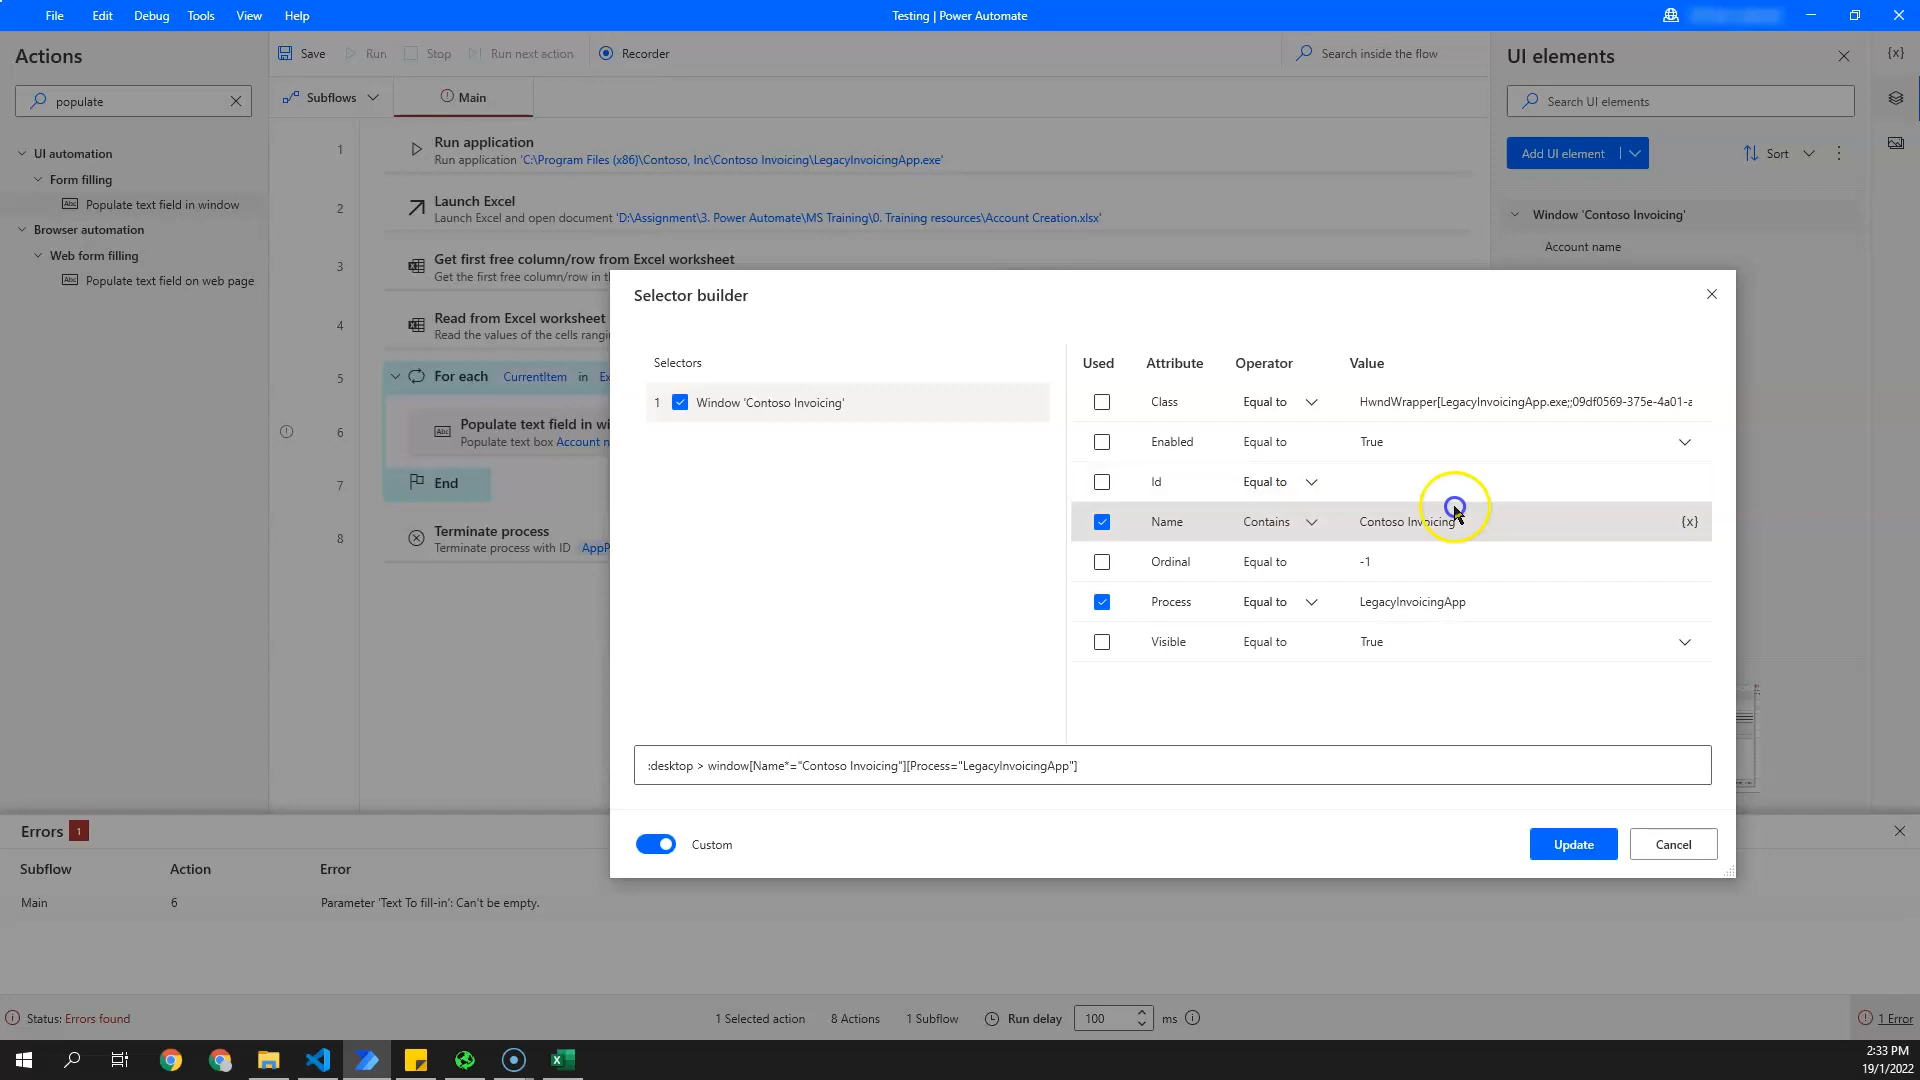 File Edit Debug Tools View Help
Testing | Power Automate
Actions
populate
UI automation
Form filling
Populate text field in window
Browser automation
Web form filling
Populate text field on web page
Save Run Stop Run next action Recorder
Search inside the flow
Subflows Main
1 Run application
Run application 'C:\Program Files (x86)\Contoso, Inc\Contoso Invoicing\LegacyInvoicingApp.exe'
2 Launch Excel
Launch Excel and open document 'D:\Assignment\3. Power Automate\MS Training\0. Training resources\Account Creation.xlsx'
3 Get first free column/row from Excel worksheet
Get the first free column/row in
4 Read from Excel worksheet
Read the values of the cells
5 For each CurrentItem in
6 Populate text field in
Populate text box Account
7 End
8 Terminate process
Terminate process with ID
UI elements
Search UI elements
Add UI element Sort
Window 'Contoso Invoicing'
Account name
Selector builder
Selectors
1 Window 'Contoso Invoicing'
Used Attribute Operator Value
Class Equal to HwndWrapper[LegacyInvoicingApp.exe;;09df0569-375e-4a01-a
Enabled Equal to True
Id Equal to
Name Contains Contoso Invoicing {x}
Ordinal Equal to -1
Process Equal to LegacyInvoicingApp
Visible Equal to True
:desktop > window[Name*="Contoso Invoicing"][Process="LegacyInvoicingApp"]
Custom
Update Cancel
Errors 1
Subflow Action Error
Main 6 Parameter 'Text To fill-in': Can't be empty.
Status: Errors found
1 Selected action 8 Actions 1 Subflow Run delay 100 ms
1 Error
2:33 PM
19/1/2022